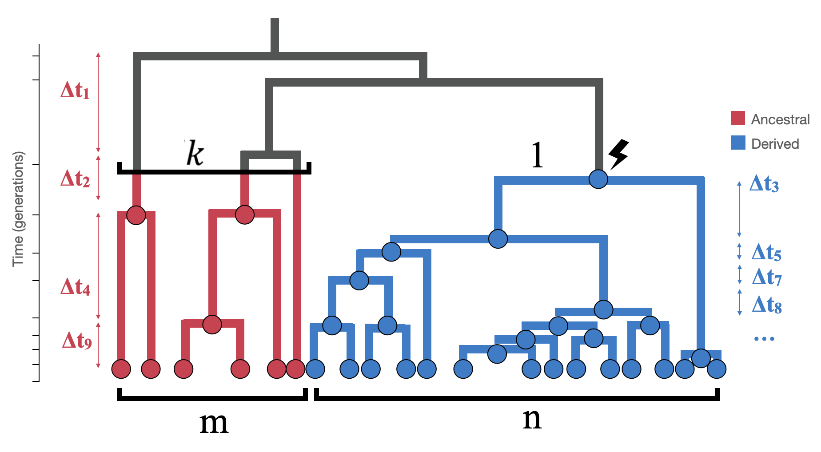 Δt₁
k
1
Ancestral
Derived
Δt₂
Δt₃
Time (generations)
Δt₅
Δt₇
Δt₄
Δt₈
Δt₉
...
m
n